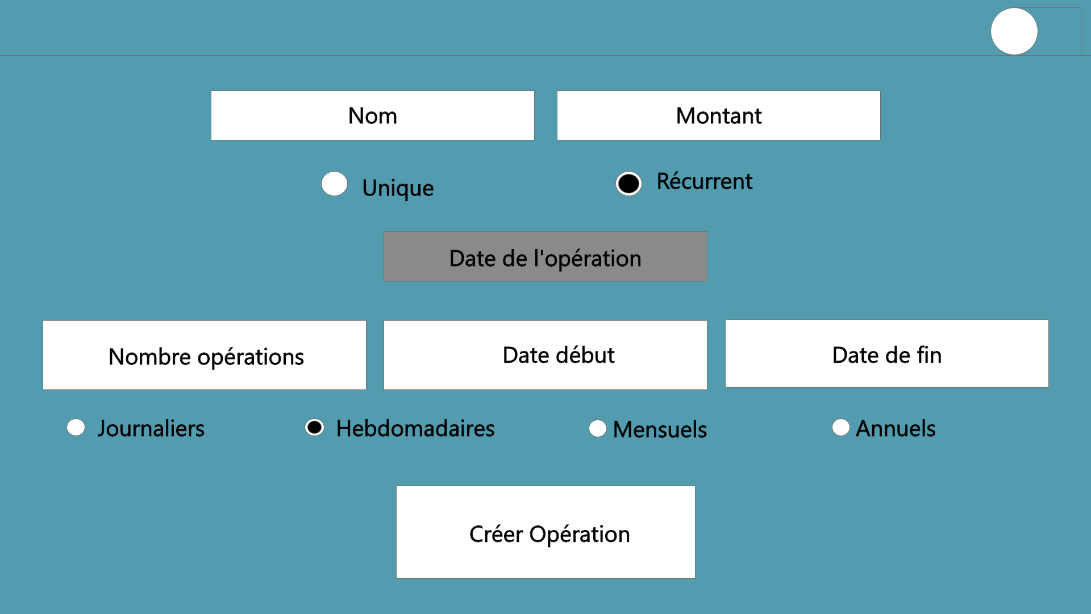 Nom
Montant
Unique
Récurrent
Date de l'opération
Nombre opérations
Date début
Date de fin
Journaliers
Hebdomadaires
Mensuels
Annuels
Créer Opération